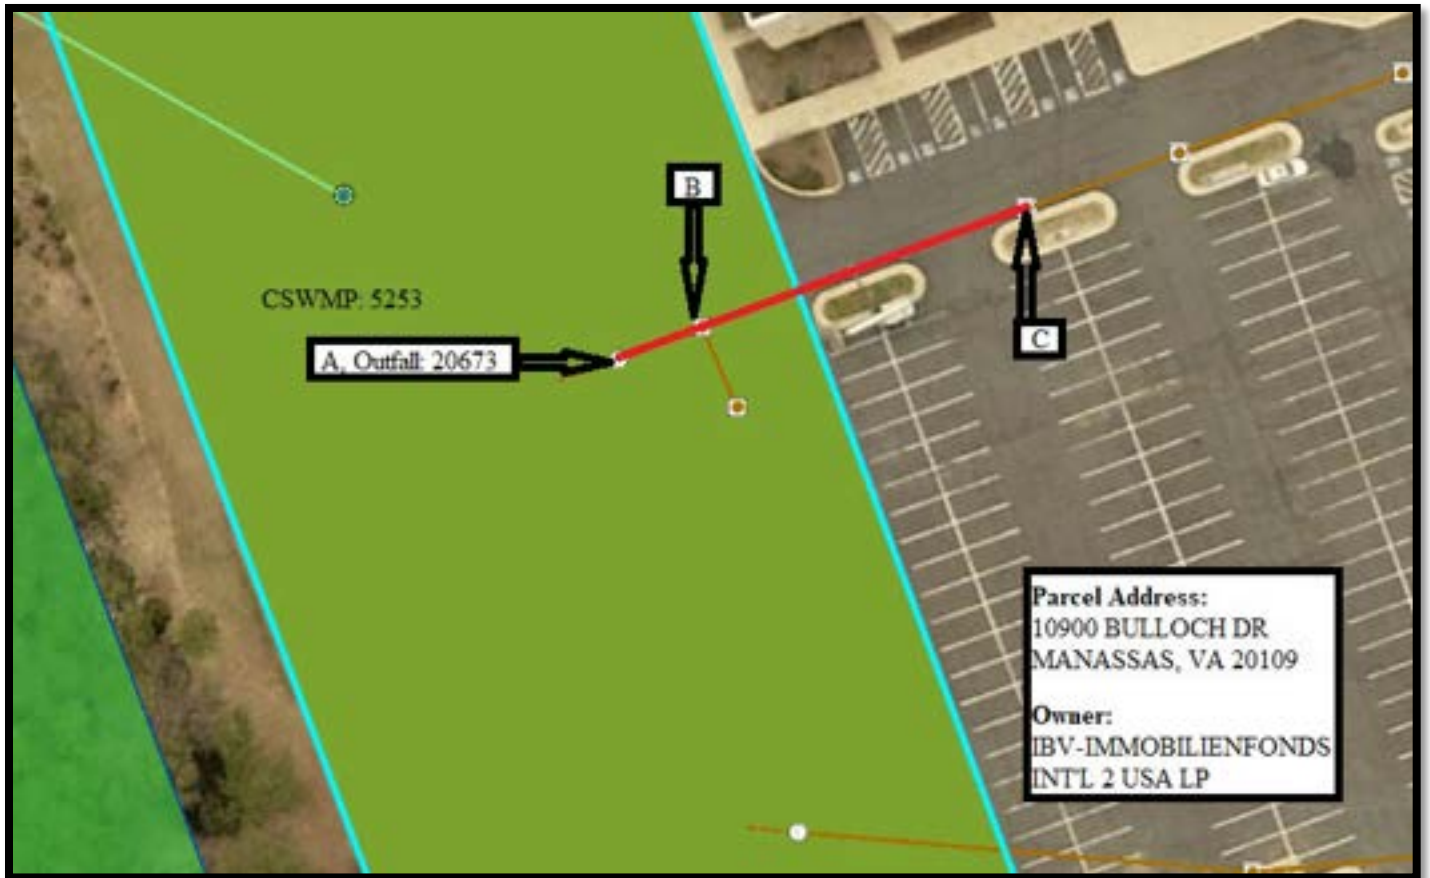 B
CSWMP: 5253
A, Outfall: 20673
C
Parcel Address:
10900 BULLOCH DR
MANASSAS, VA 20109
Owner:
IBV-IMMOBILIENFONDS
INT'L 2 USA LP